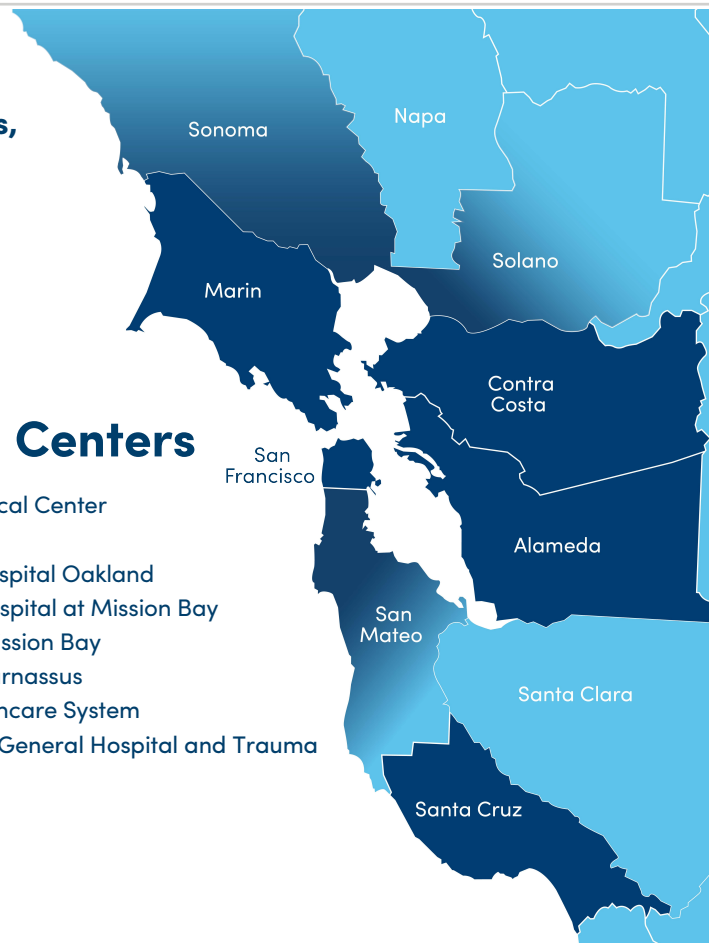 s,
Sonoma
Napa
Solano
Marin
Contra
Costa
Centers
San
Francisco
cal Center
Alameda
spital Oakland
spital at Mission Bay
San
Mateo
ssion Bay
rnassus
Santa Clara
ncare System
General Hospital and Trauma
Santa Cruz